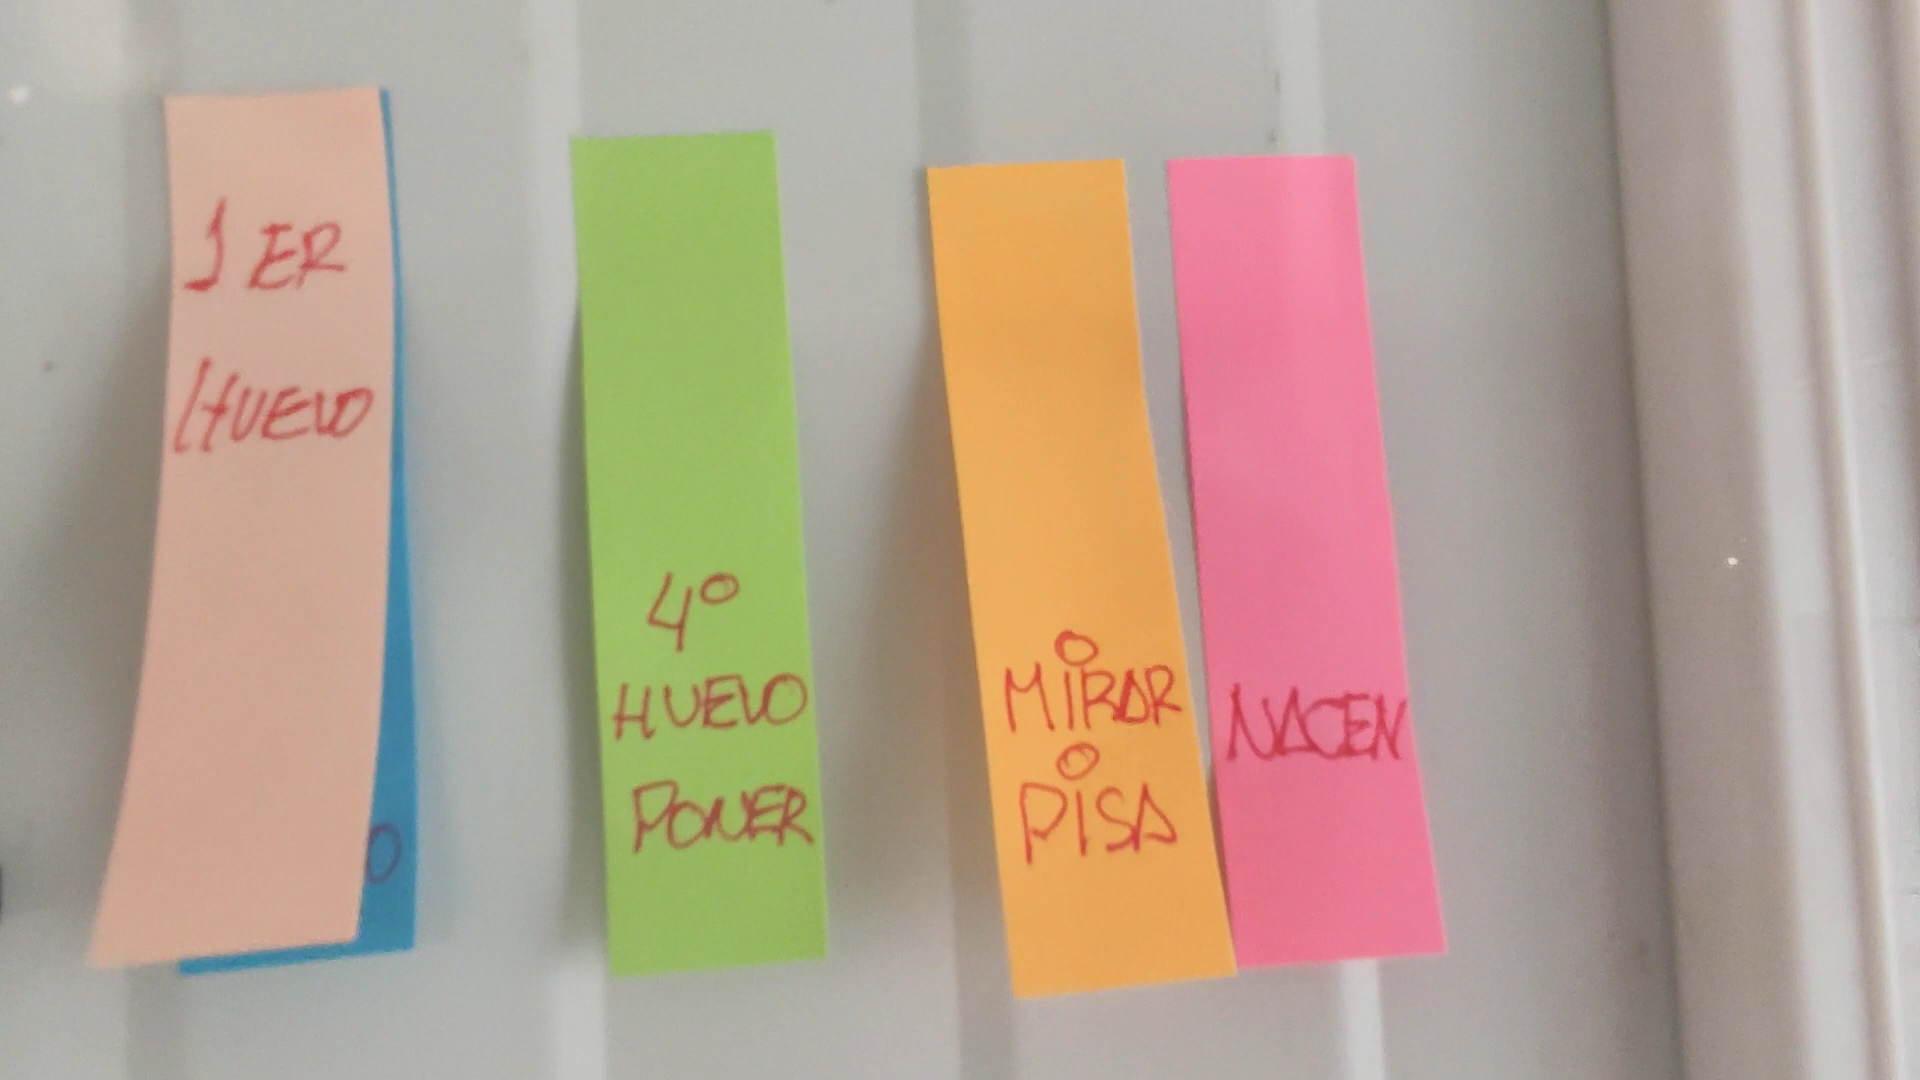 1 ER
HUEVO
O
4º
HUEVO
PONER
MIRAR
PISA
NACEN